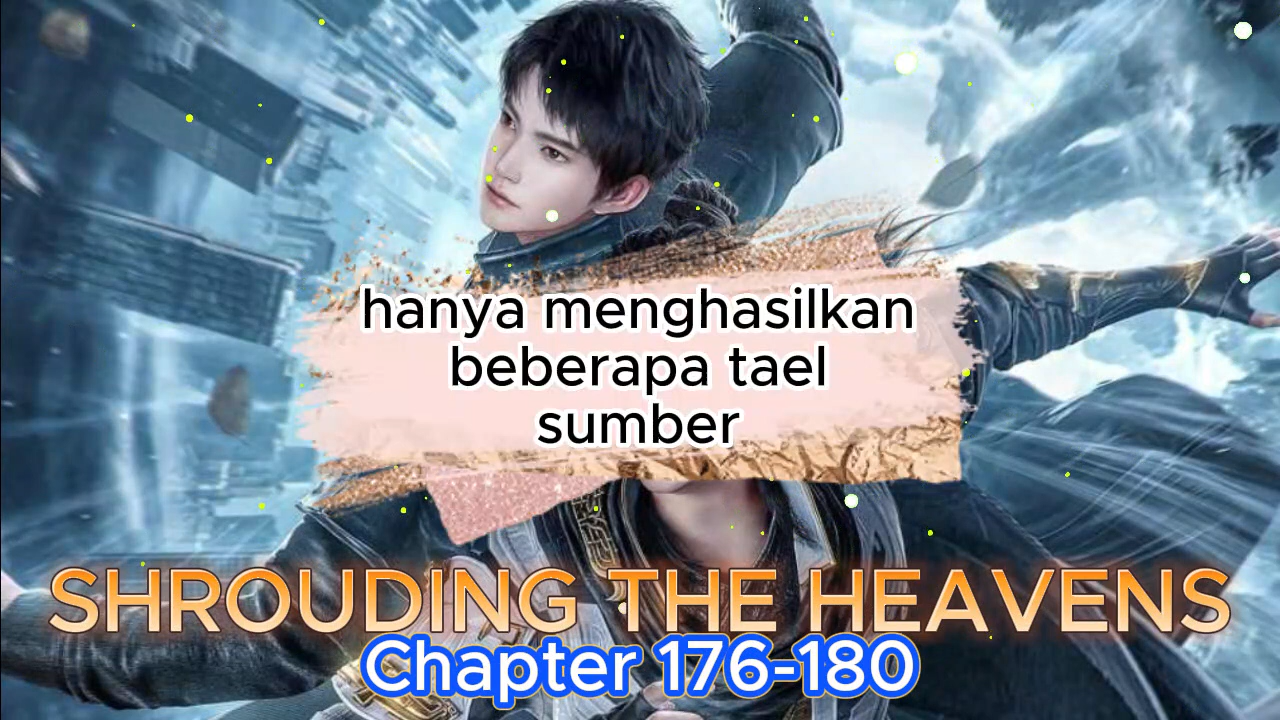 hanya menghasilkan
beberapa tael
sumber
SHROUDING THE HEAVENS
Chapter 176-180